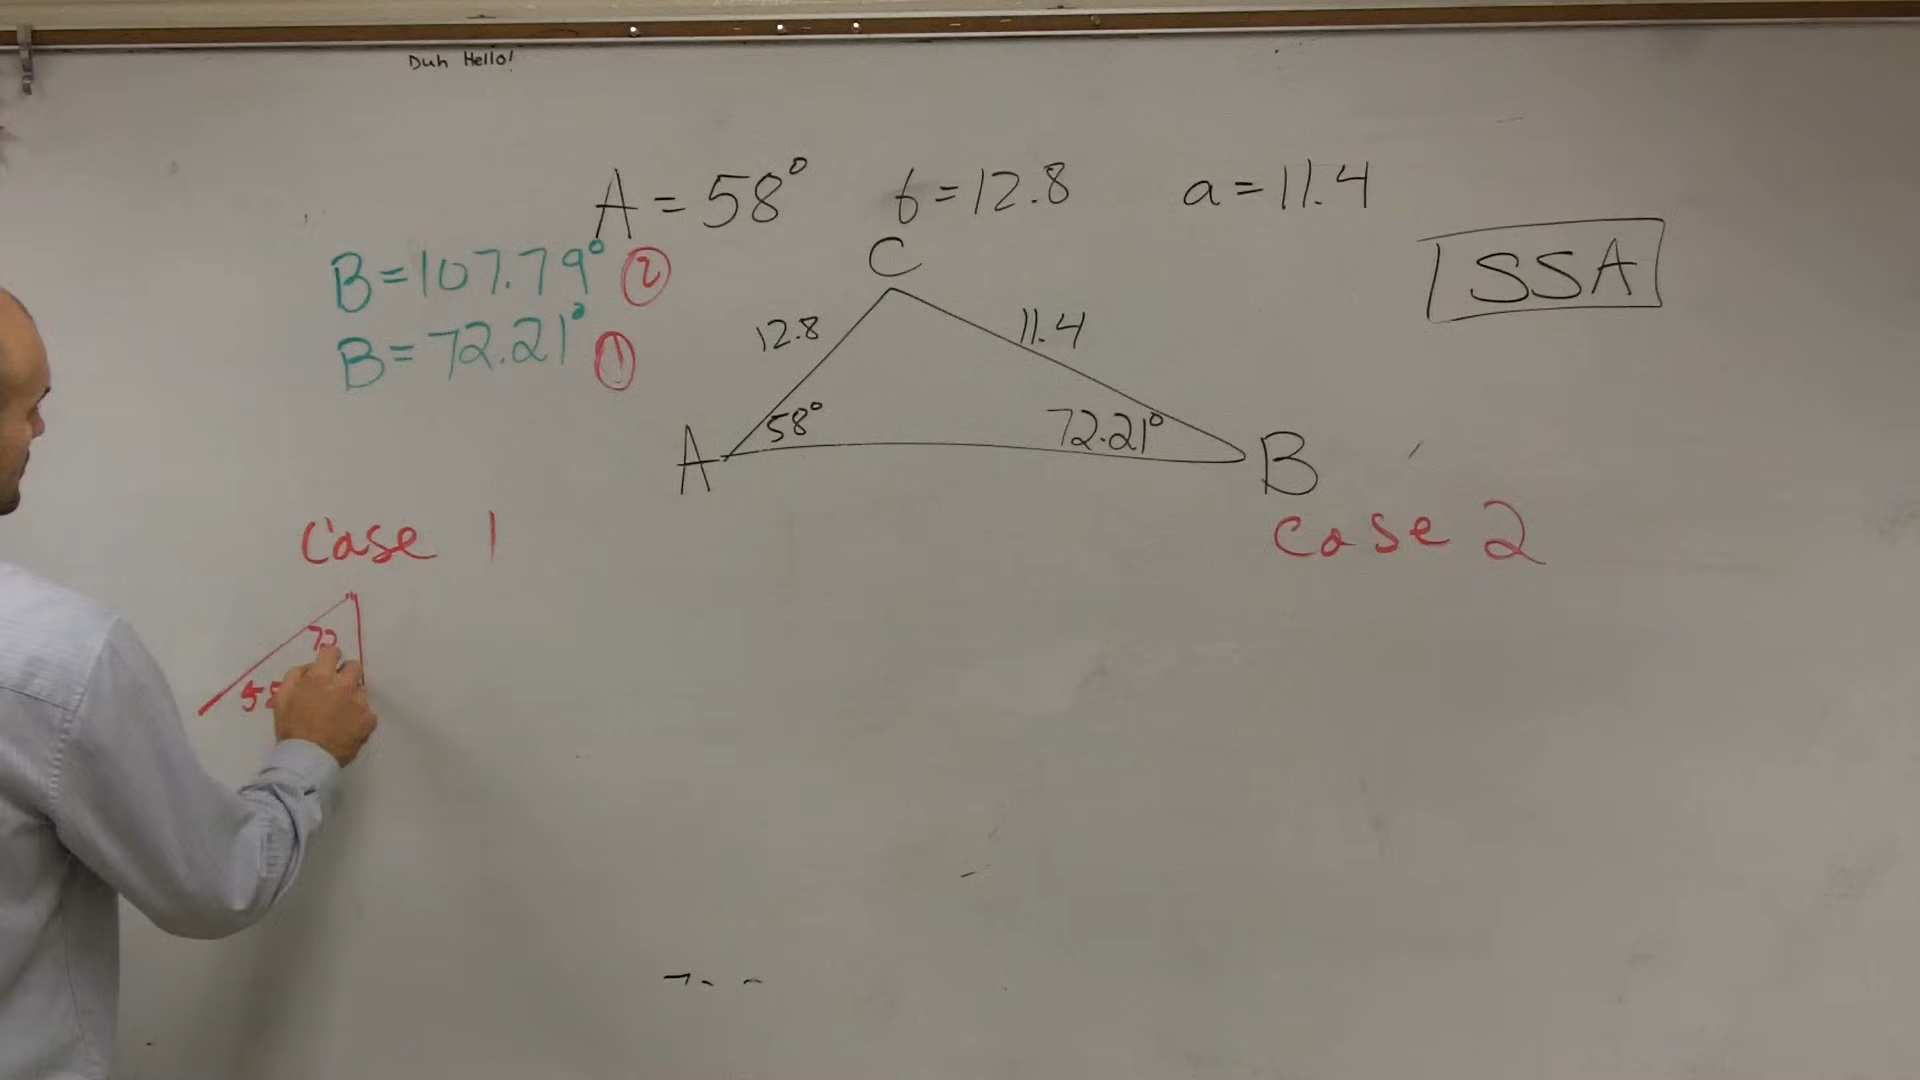 Duh Hello!
A = 58° b = 12.8 a = 11.4
SSA
B = 107.79° ②
B = 72.21° ①
C
12.8 11.4
58° 72.21°
A B
Case 1
Case 2
72